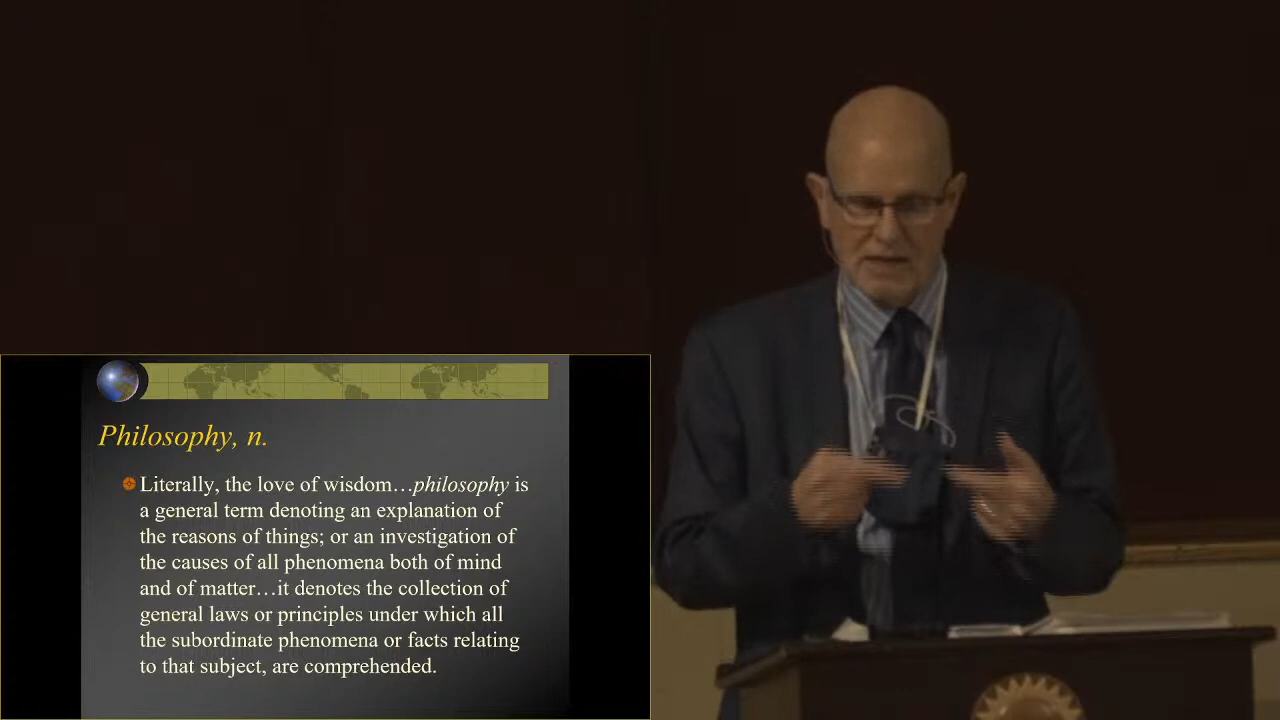 Philosophy, n.
Literally, the love of wisdom…philosophy is
a general term denoting an explanation of
the reasons of things; or an investigation of
the causes of all phenomena both of mind
and of matter…it denotes the collection of
general laws or principles under which all
the subordinate phenomena or facts relating
to that subject, are comprehended.